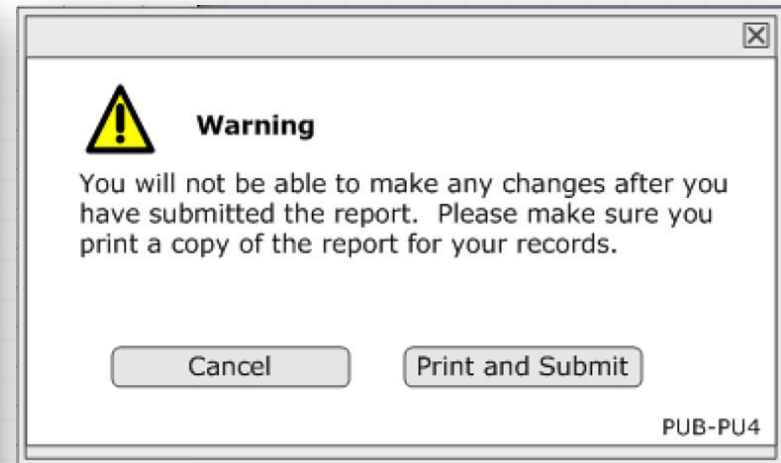 Warning
You will not be able to make any changes after you
have submitted the report.  Please make sure you
print a copy of the report for your records.
Cancel
Print and Submit
PUB-PU4